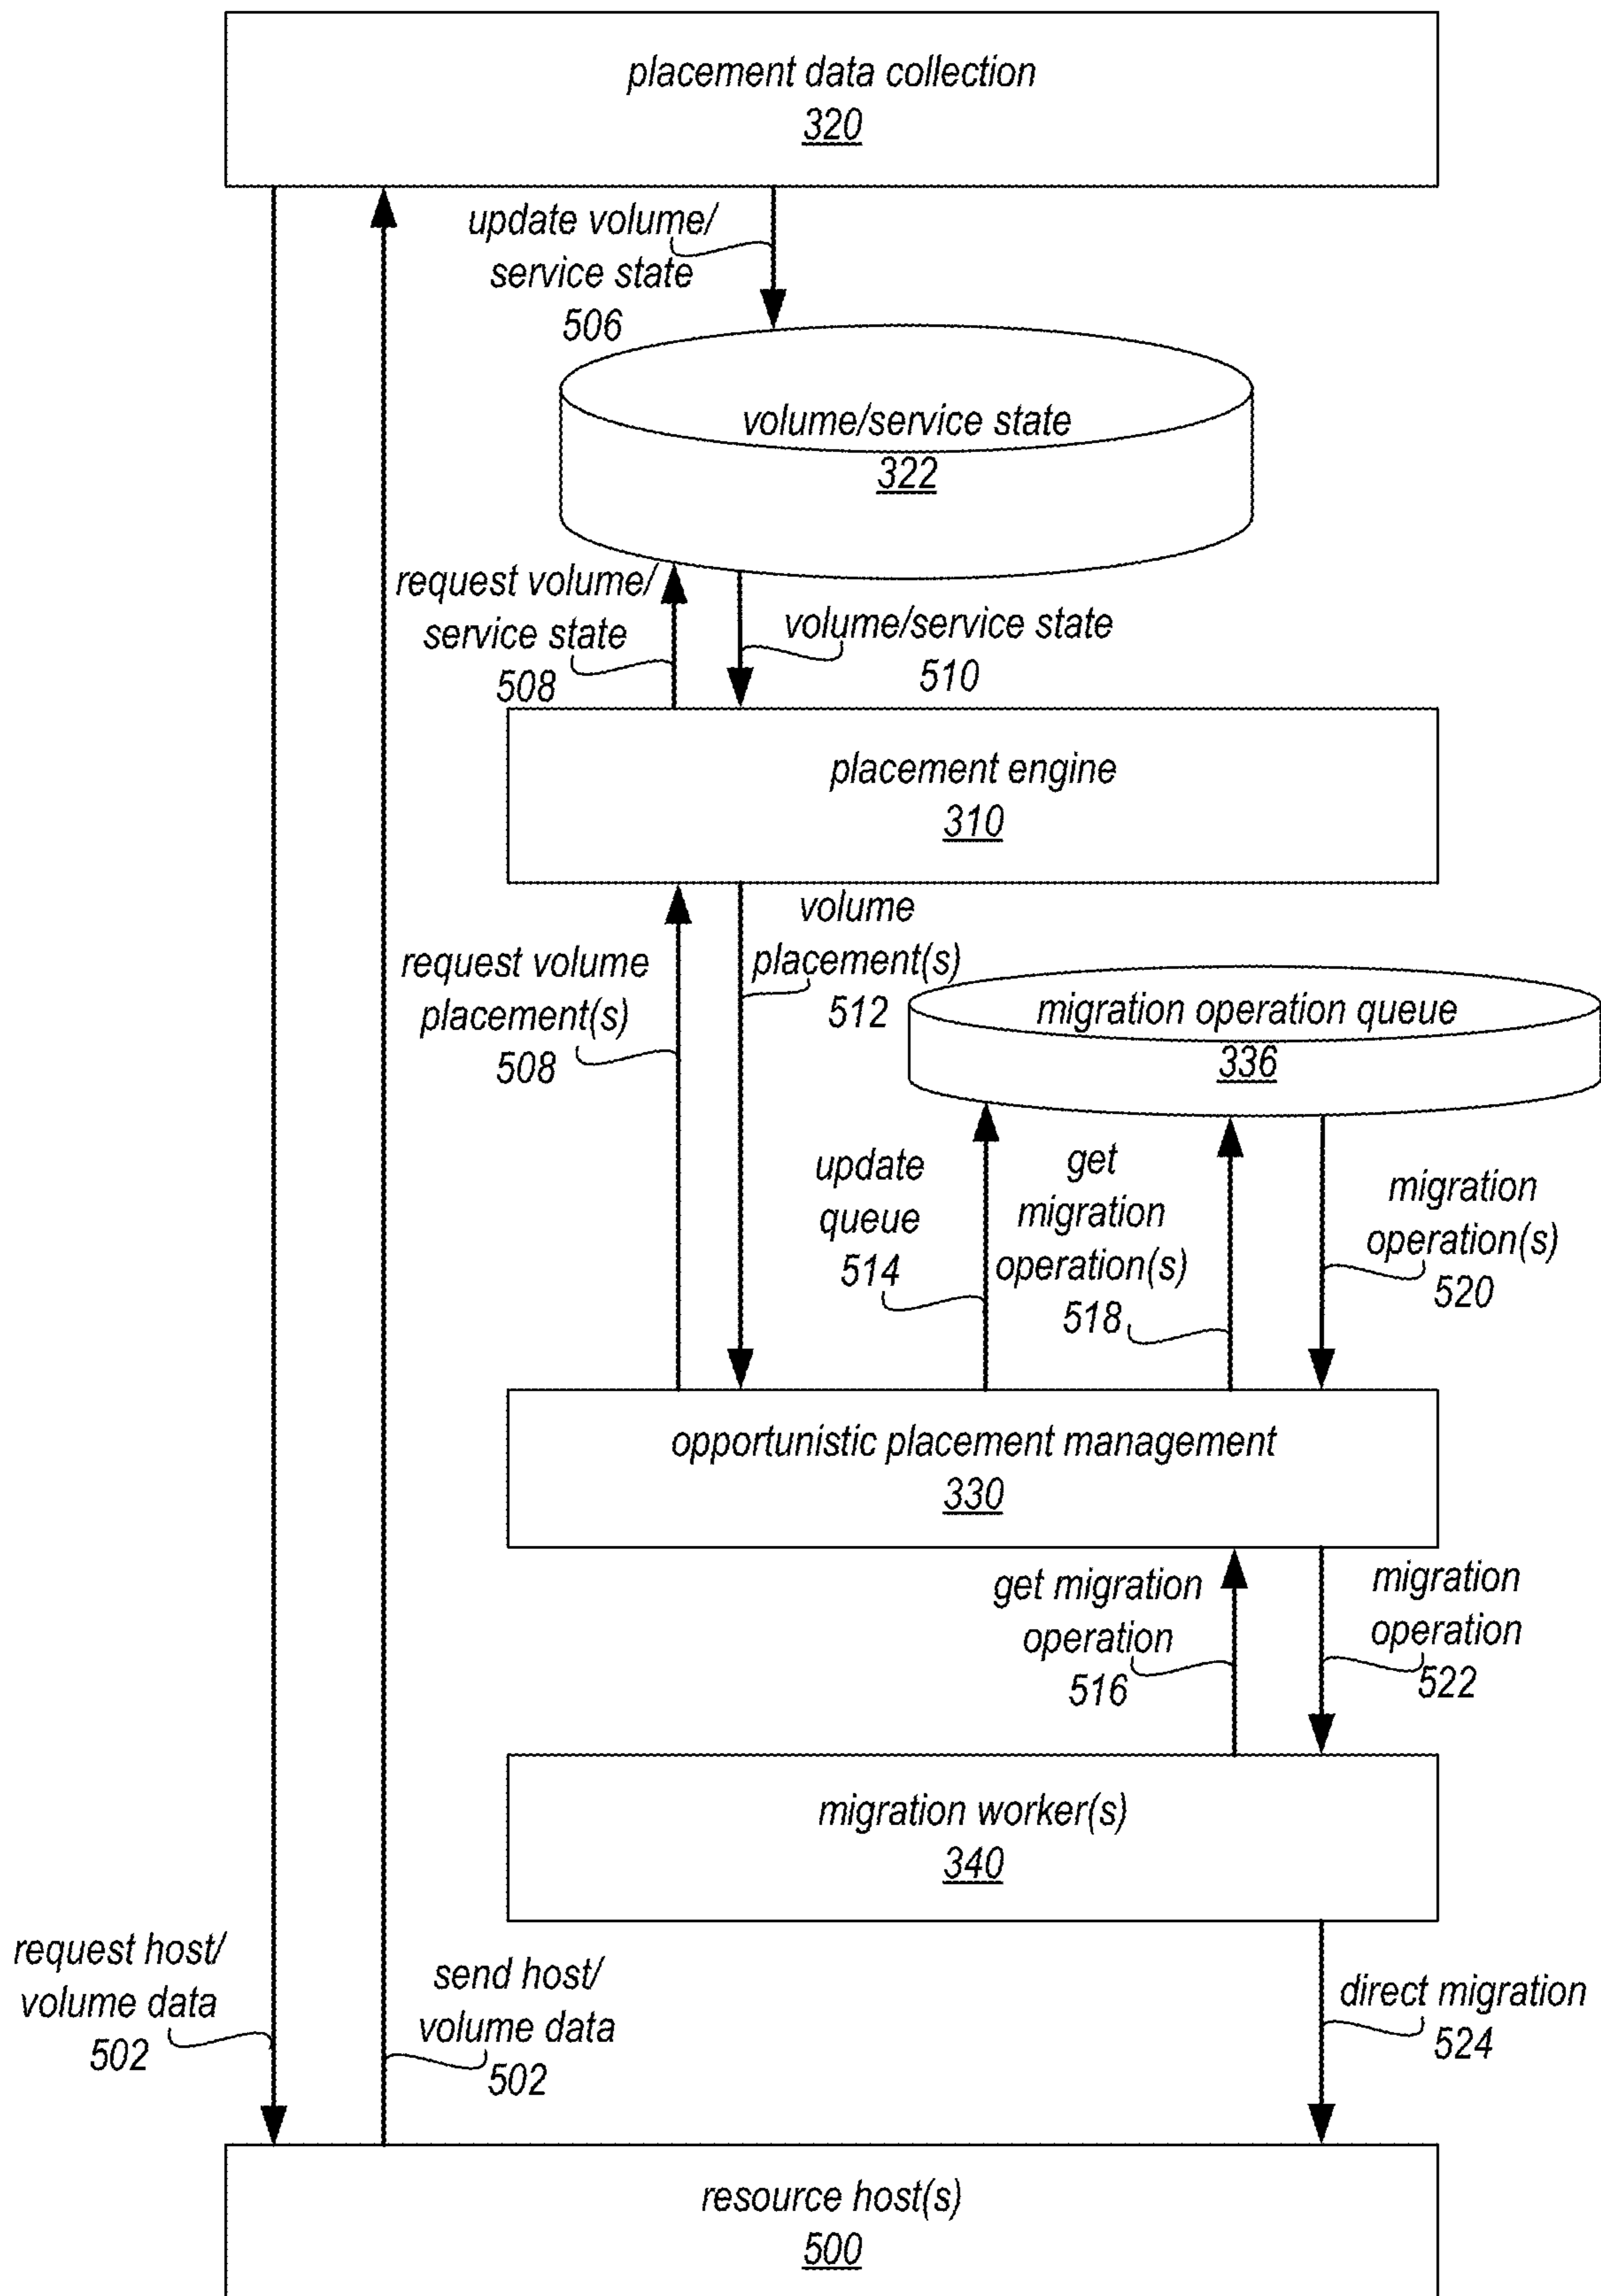 placement data collection
320
update volume/
service state
506
volume/service state
322
request volume/
service state
508
volume/service state
510
placement engine
310
volume
placement(s)
512
request volume
placement(s)
508
migration operation queue
336
update
queue
514
get
migration
operation(s)
518
migration
operation(s)
520
opportunistic placement management
330
get migration
operation
516
migration
operation
522
migration worker(s)
340
request host/
volume data
502
send host/
volume data
502
direct migration
524
resource host(s)
500